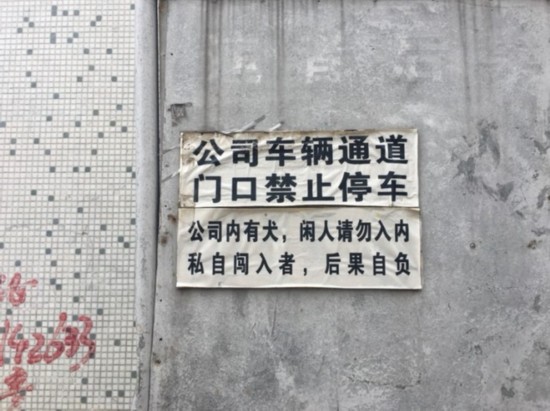 公司车辆通道
门口禁止停车
公司内有犬，闲人请勿入内
私自闯入者，后果自负